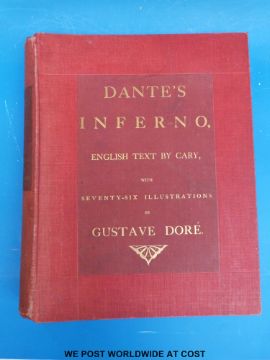 DANTE'S
INFERNO,
ENGLISH TEXT BY CARY,
WITH
SEVENTY-SIX ILLUSTRATIONS
BY
GUSTAVE DORÉ.
WE POST WORLDWIDE AT COST